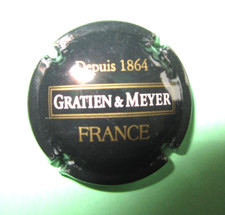 Depuis 1864
GRATIEN & MEYER
FRANCE